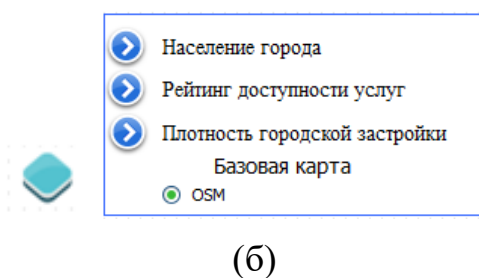 Население города
Рейтинг доступности услуг
Плотность городской застройки
Базовая карта
OSM
(б)